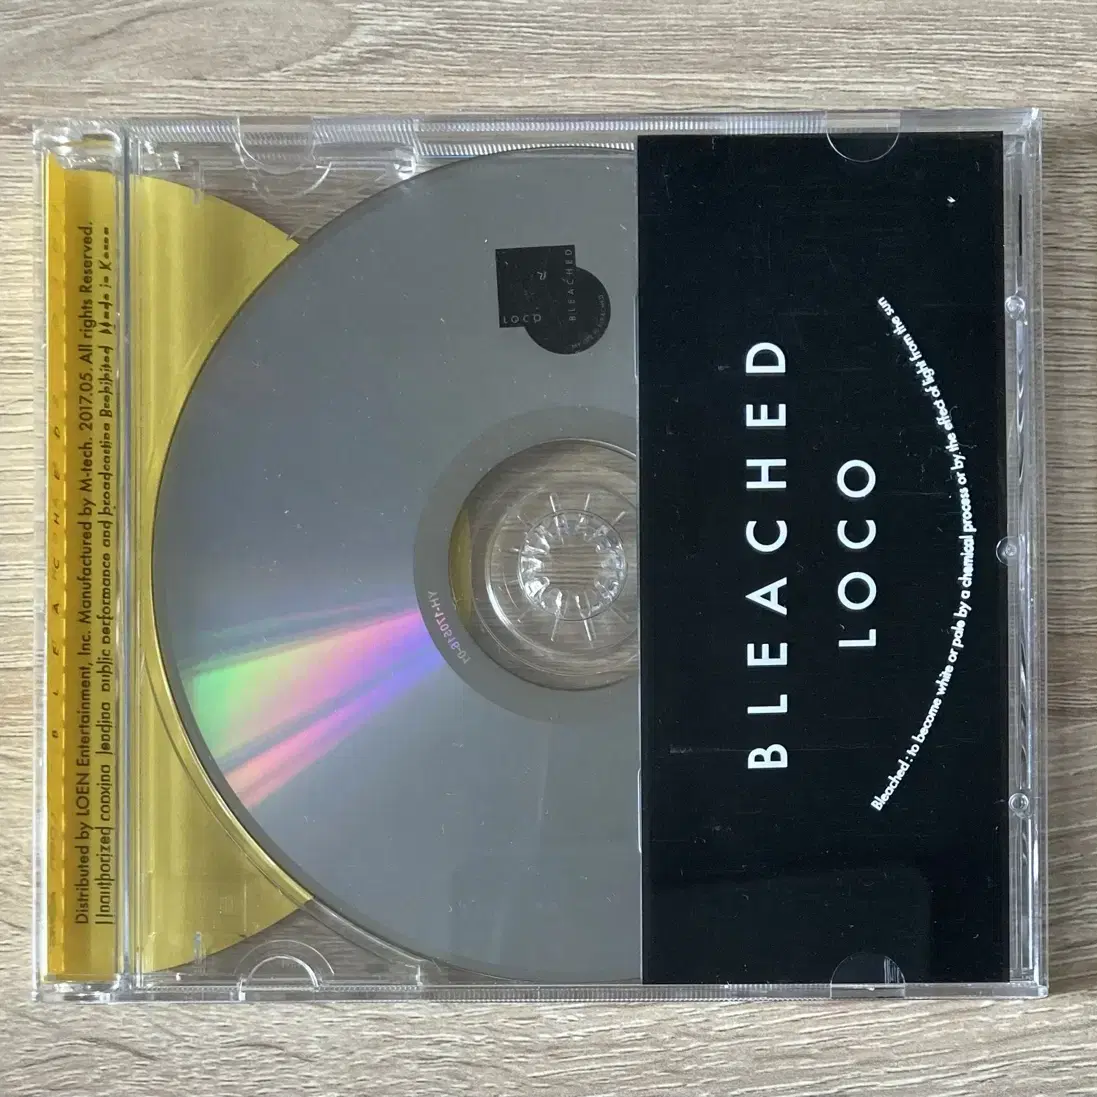 BLEACHED
LOCO
Bleached : to become white or pale by a chemical process or by the effect of light from the sun
LOCO
BLEACHED
BLEACHED
Distributed by LOEN Entertainment, Inc. Manufactured by M-tech. 2017.05. All rights Reserved.
Unauthorized copying, lending, public performance and broadcasting Prohibited. Made in Korea